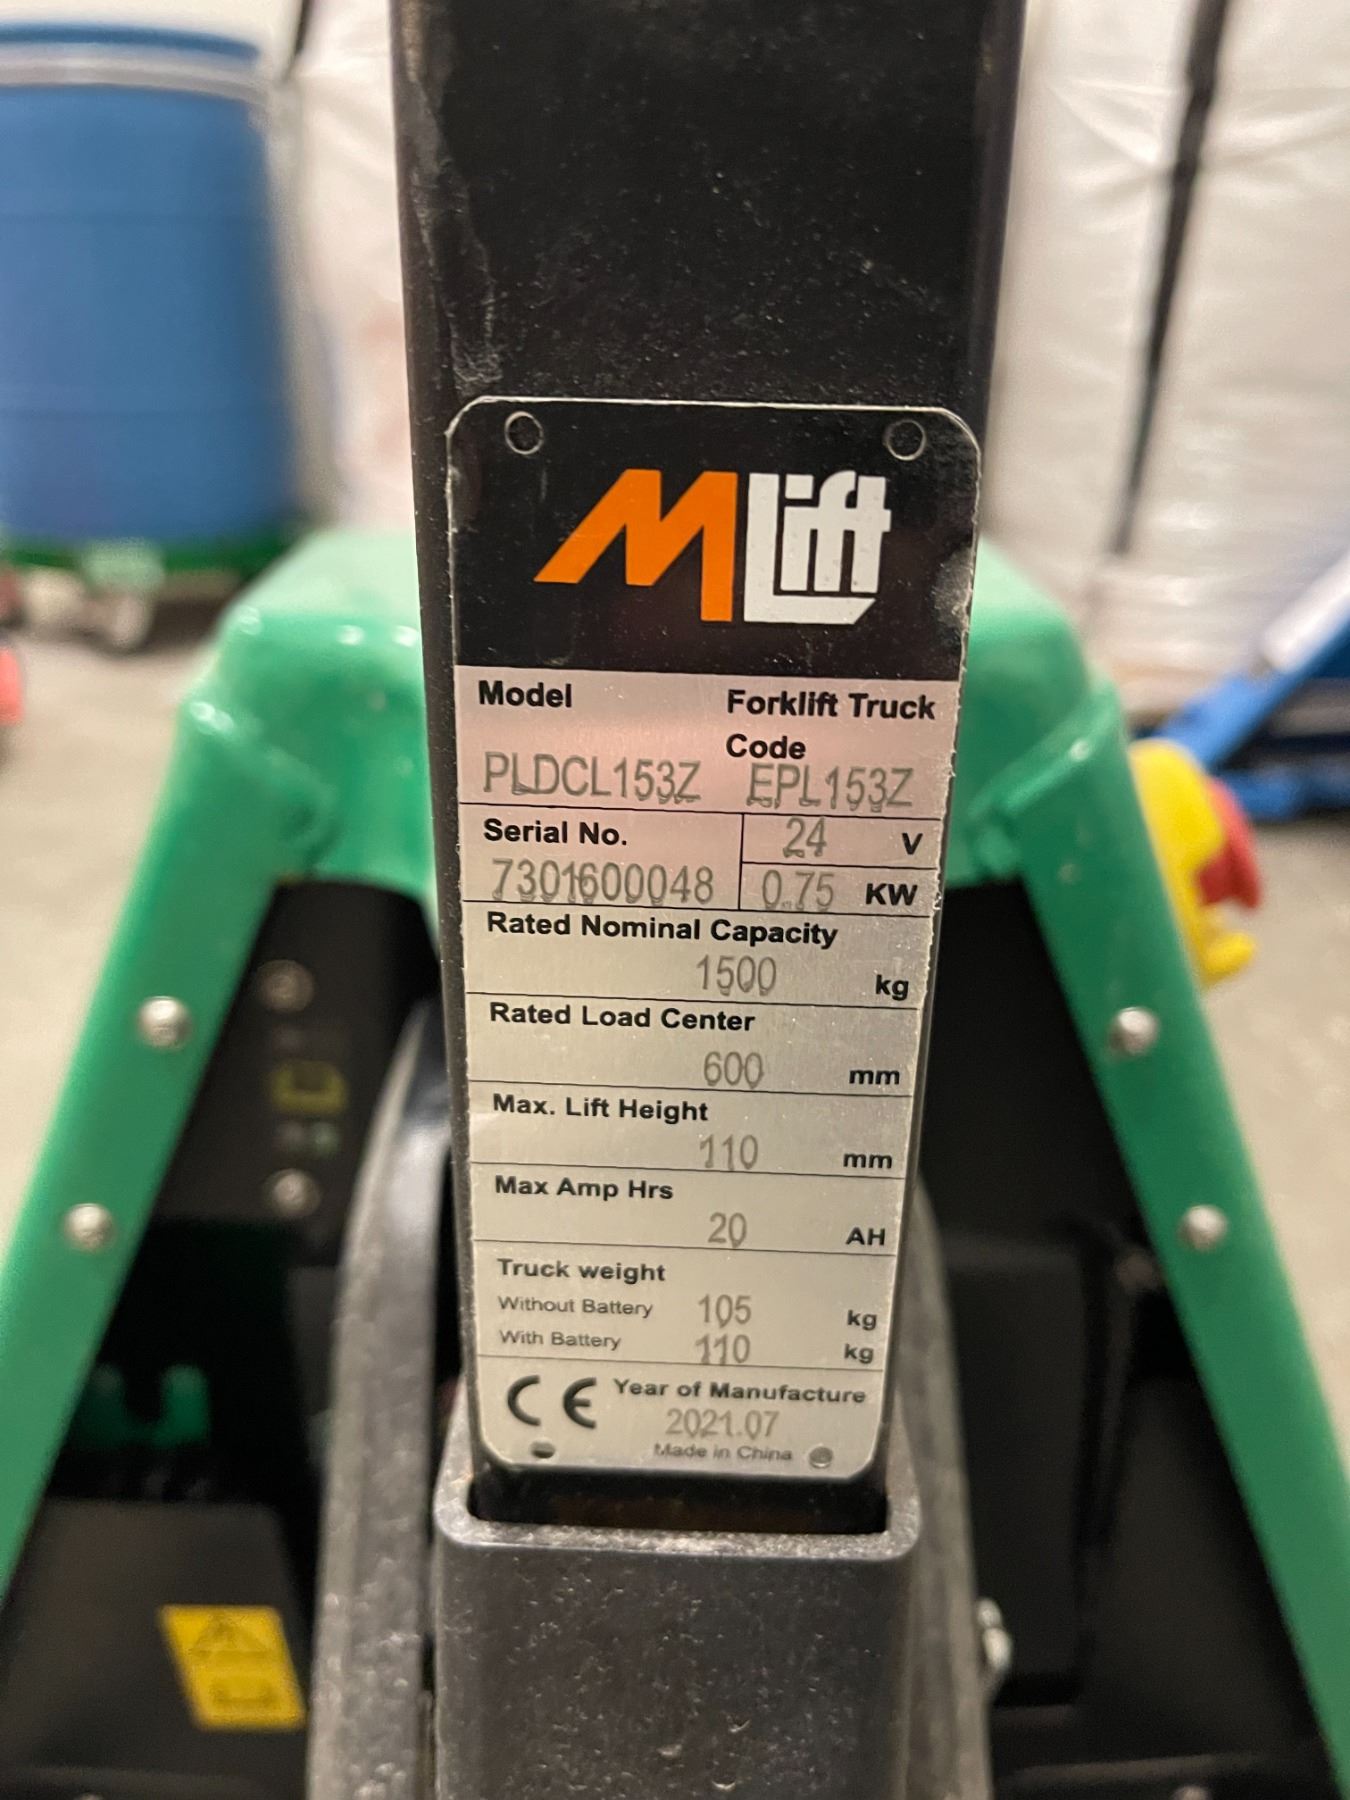 MLift
Model Forklift Truck
Code
PLDCL153Z EPL153Z
Serial No. 24 V
7301600048 0.75 KW
Rated Nominal Capacity
1500 kg
Rated Load Center
600 mm
Max. Lift Height
110 mm
Max Amp Hrs
20 AH
Truck weight
Without Battery 105 kg
With Battery 110 kg
CE Year of Manufacture
2021.07
Made in China